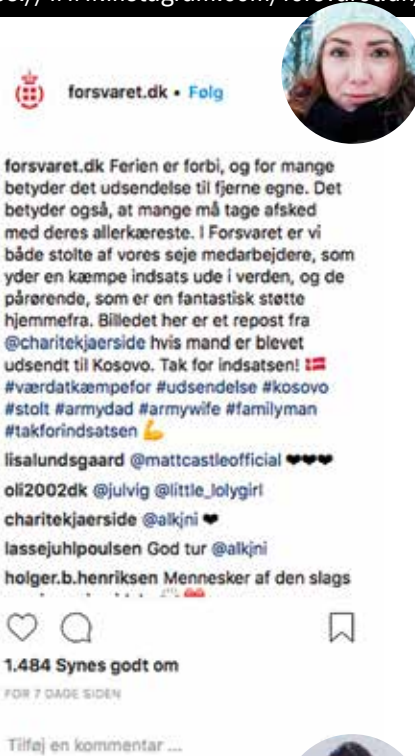 forsvaret.dk • Følg
forsvaret.dk Ferien er forbi, og for mange
betyder det udsendelse til fjerne egne. Det
betyder også, at mange må tage afsked
med deres allerkæreste. I Forsvaret er vi
både stolte af vores seje medarbejdere, som
yder en kæmpe indsats ude i verden, og de
pårørende, som er en fantastisk støtte
hjemmefra. Billedet her er et repost fra
@charitekjaerside hvis mand er blevet
udsendt til Kosovo. Tak for indsatsen! 🇩🇰
#værdatkæmpefor #udsendelse #kosovo
#stolt #armydad #armywife #familyman
#takforindsatsen 💪
lisalundsgaard @mattcastleofficial ❤❤❤
oli2002dk @julvig @little_lolygirl
charitekjaerside @alkjni ❤
lassejuhlpoulsen God tur @alkjni
holger.b.henriksen Mennesker af den slags
1.484 Synes godt om
FOR 7 DAGE SIDEN
Tilføj en kommentar ...